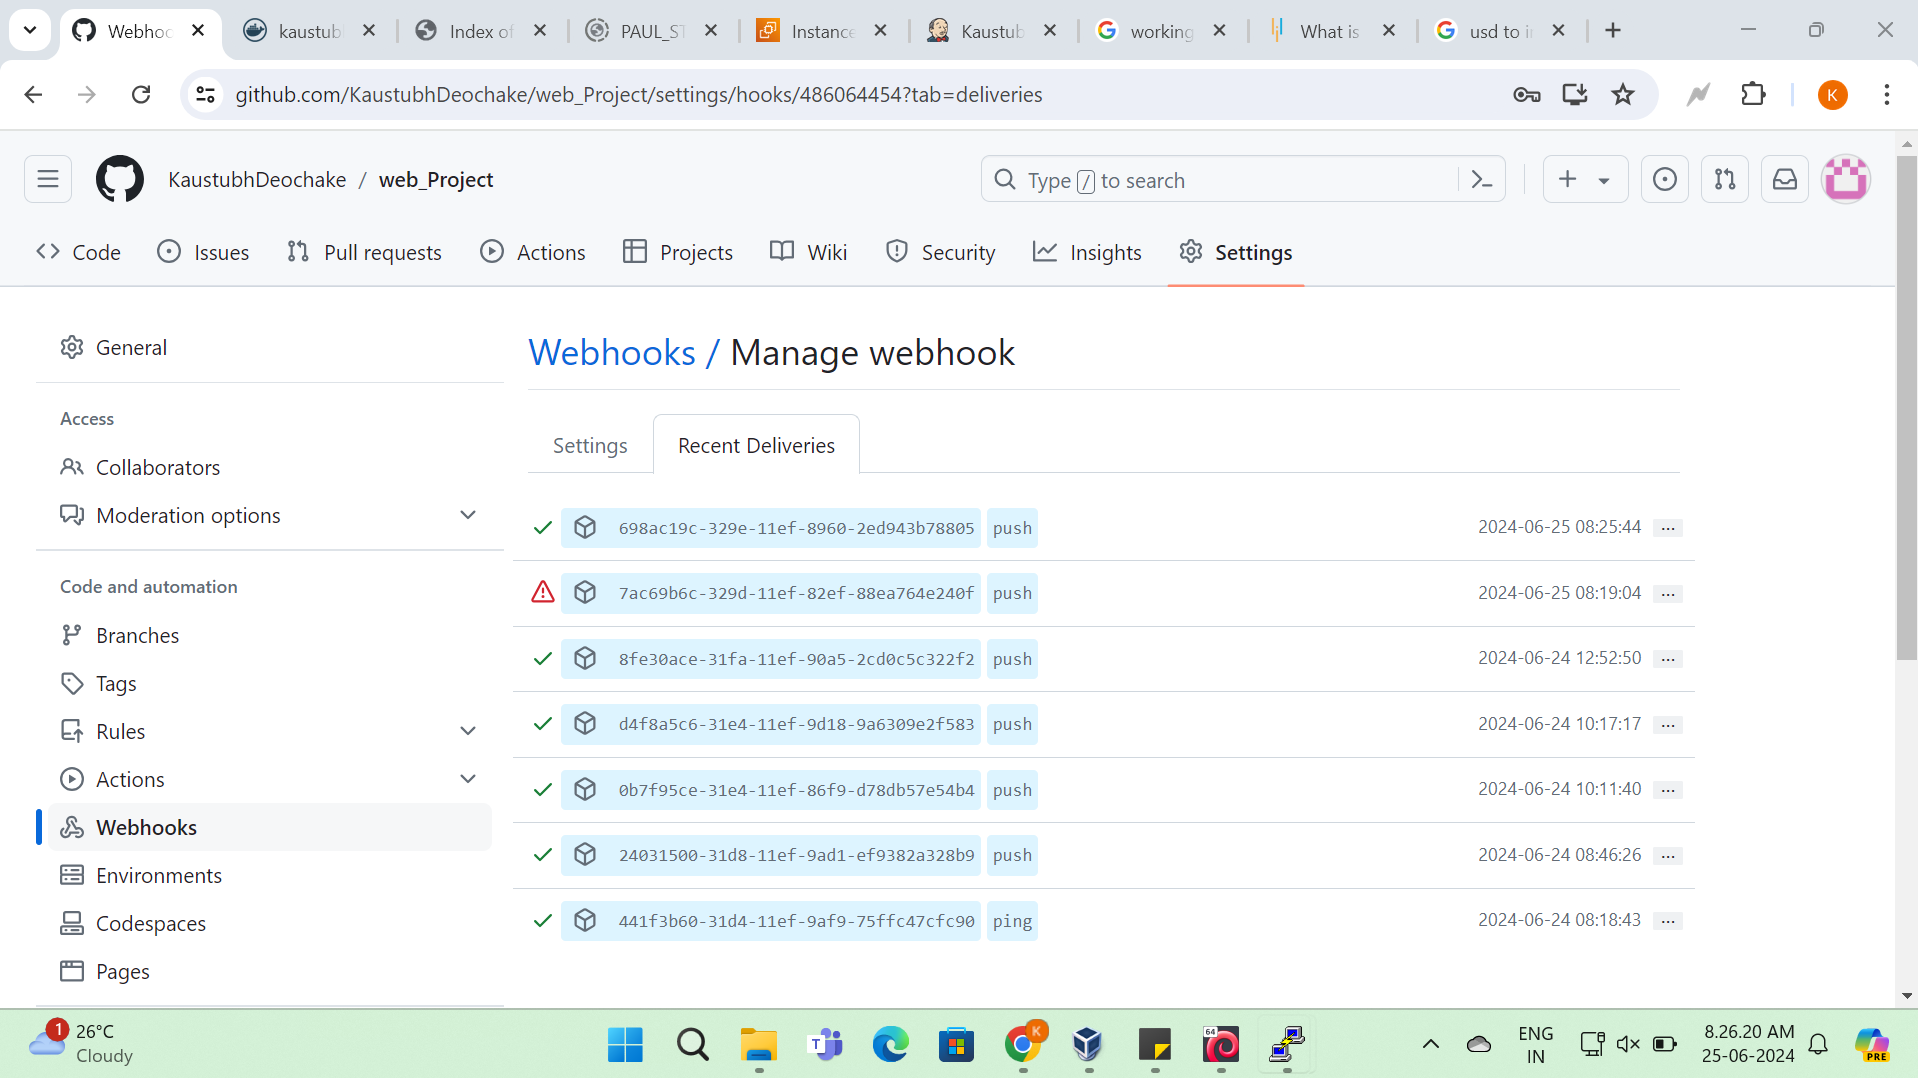 Webhoo
kaustub
Index of
PAUL_ST
Instance
Kaustub
working
What is
usd to i
github.com/KaustubhDeochake/web_Project/settings/hooks/486064454?tab=deliveries
K
KaustubhDeochake / web_Project
Type / to search
Code
Issues
Pull requests
Actions
Projects
Wiki
Security
Insights
Settings
General
Access
Collaborators
Moderation options
Code and automation
Branches
Tags
Rules
Actions
Webhooks
Environments
Codespaces
Pages
Webhooks / Manage webhook
Settings
Recent Deliveries
698ac19c-329e-11ef-8960-2ed943b78805 push 2024-06-25 08:25:44 ...
7ac69b6c-329d-11ef-82ef-88ea764e240f push 2024-06-25 08:19:04 ...
8fe30ace-31fa-11ef-90a5-2cd0c5c322f2 push 2024-06-24 12:52:50 ...
d4f8a5c6-31e4-11ef-9d18-9a6309e2f583 push 2024-06-24 10:17:17 ...
0b7f95ce-31e4-11ef-86f9-d78db57e54b4 push 2024-06-24 10:11:40 ...
24031500-31d8-11ef-9ad1-ef9382a328b9 push 2024-06-24 08:46:26 ...
441f3b60-31d4-11ef-9af9-75ffc47cfc90 ping 2024-06-24 08:18:43 ...
1
26°C
Cloudy
T
K
64
ENG
IN
8.26.20 AM
25-06-2024
PRE